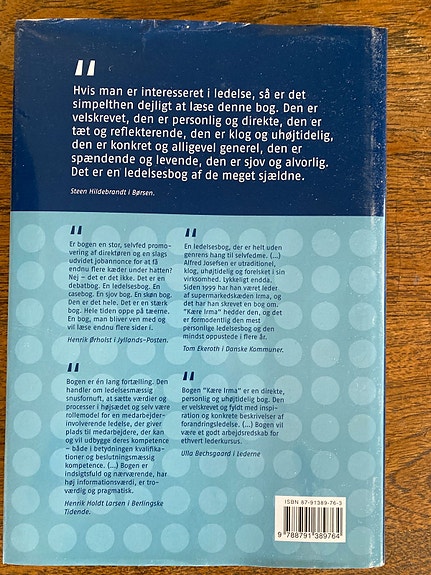 "
Hvis man er interesseret i ledelse, så er det
simpelthen dejligt at læse denne bog. Den er
velskrevet, den er personlig og direkte, den er
tæt og reflekterende, den er klog og uhøjtidelig,
den er konkret og alligevel generel, den er
spændende og levende, den er sjov og alvorlig.
Det er en ledelsesbog af de meget sjældne.
Steen Hildebrandt i Børsen.
"
Er bogen en stor, selvfed promo-
vering af direktøren og en slags
udvidet jobannonce for at få
endnu flere kæder under hatten?
Nej – det er det ikke. Det er en
debatbog. En ledelsesbog. En
casebog. En sjov bog. En skøn bog.
Den er et hele. Det er en stærk
bog. Hele tiden oppe på tæerne.
En bog, man bliver ven med og
vil læse endnu flere sider i.
Henrik Ørholst i Jyllands-Posten.
"
En ledelsesbog, der er helt uden
genrens hang til selvfedme. (...)
Alfred Josefsen er utraditionel,
klog, uhøjtidelig og forelsket i sin
virksomhed. Lykkeligt endda.
Siden 1999 har han været leder
af supermarkedskæden Irma, og
det har han skrevet en bog om.
"Kære Irma" hedder den, og det
er formodentlig den mest
personlige ledelsesbog og den
mindst oppustede i flere år.
Tom Ekeroth i Danske Kommuner.
"
Bogen er én lang fortælling. Den
handler om ledelsesmæssig
snusfornuft, at sætte værdier og
processer i højsædet og selv være
rollemodel for en medarbejder-
involverende ledelse, der giver
plads til medarbejdere, der kan
og vil udbygge deres kompetence
– både i betydningen kvalifika-
tioner og beslutningsmæssig
kompetence. (...) Bogen er
indsigtsfuld og nærværende, har
høj informationsværdi, er tro-
værdig og pragmatisk.
Henrik Holdt Larsen i Berlingske
Tidende.
"
Bogen "Kære Irma" er en direkte,
personlig og uhøjtidelig bog. Den
er velskrevet og fyldt med inspi-
ration og konkrete beskrivelser af
forandringsledelse. (...) Bogen vil
være et godt arbejdsredskab for
ethvert lederkursus.
Ulla Bechsgaard i Lederne
ISBN 87-91389-76-3
9 788791 389764